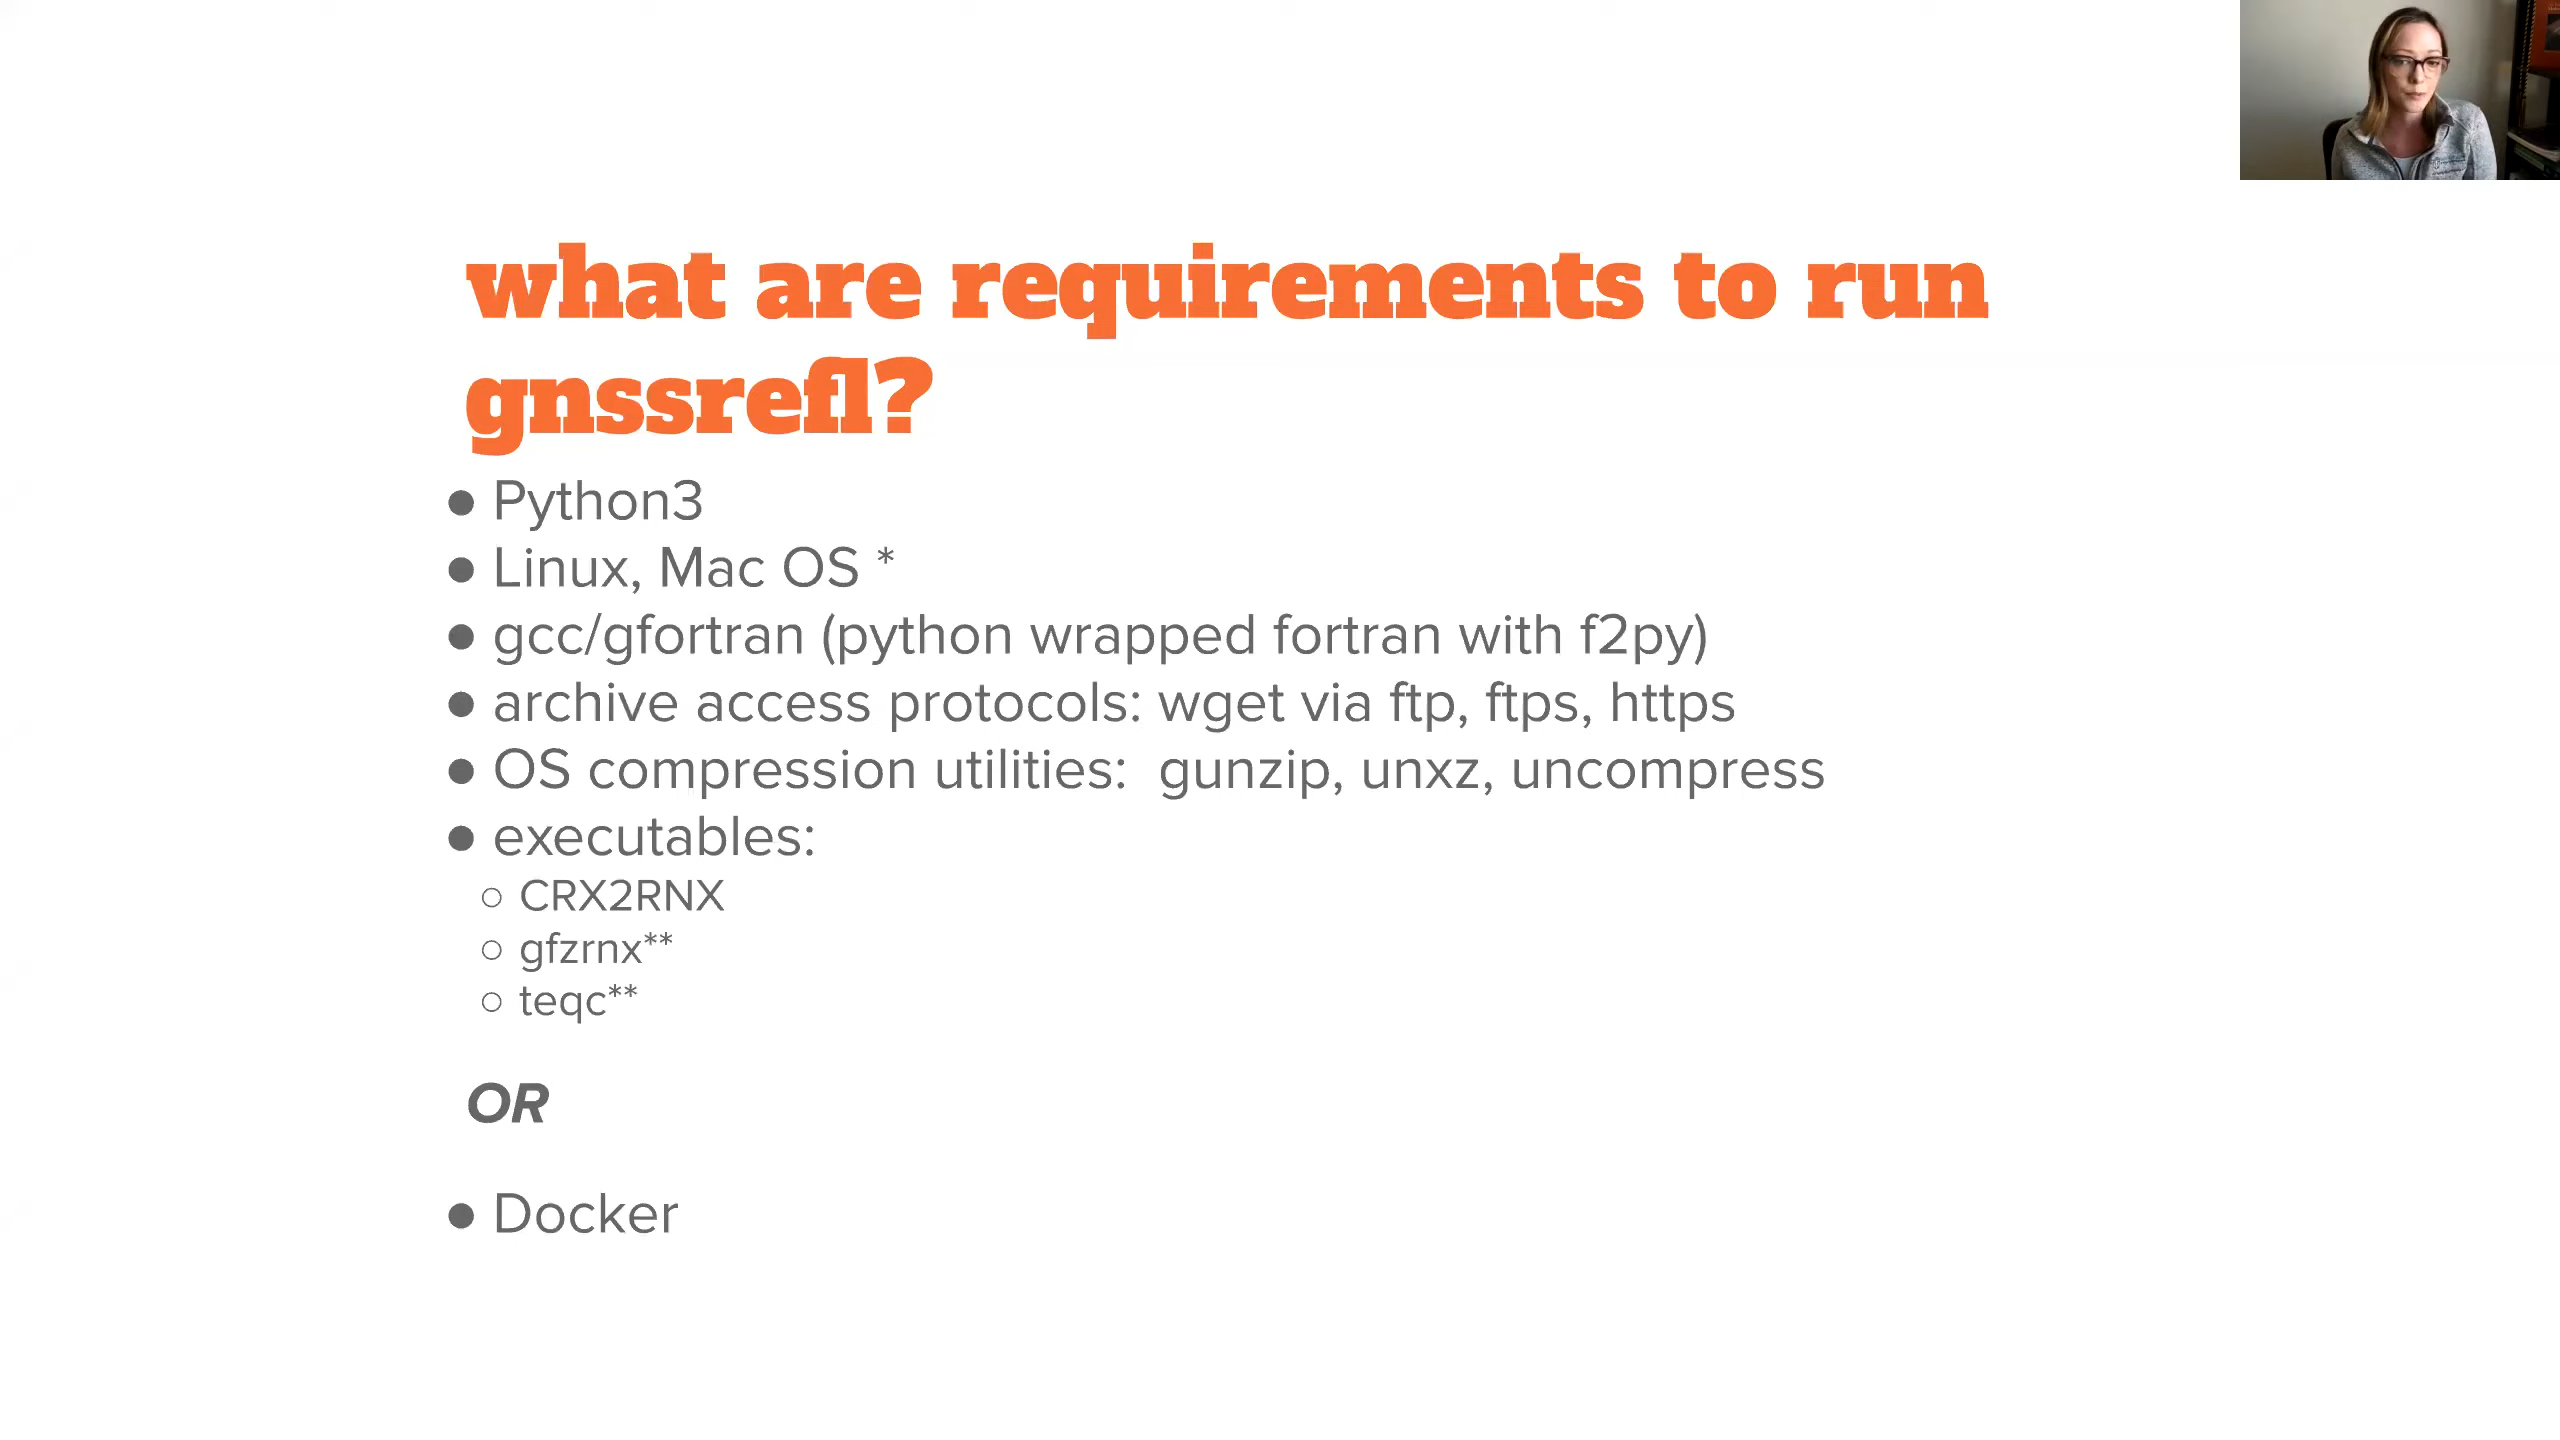 what are requirements to run
gnssrefl?
● Python3
● Linux, Mac OS *
● gcc/gfortran (python wrapped fortran with f2py)
● archive access protocols: wget via ftp, ftps, https
● OS compression utilities:  gunzip, unxz, uncompress
● executables:
○ CRX2RNX
○ gfzrnx**
○ teqc**
OR
● Docker